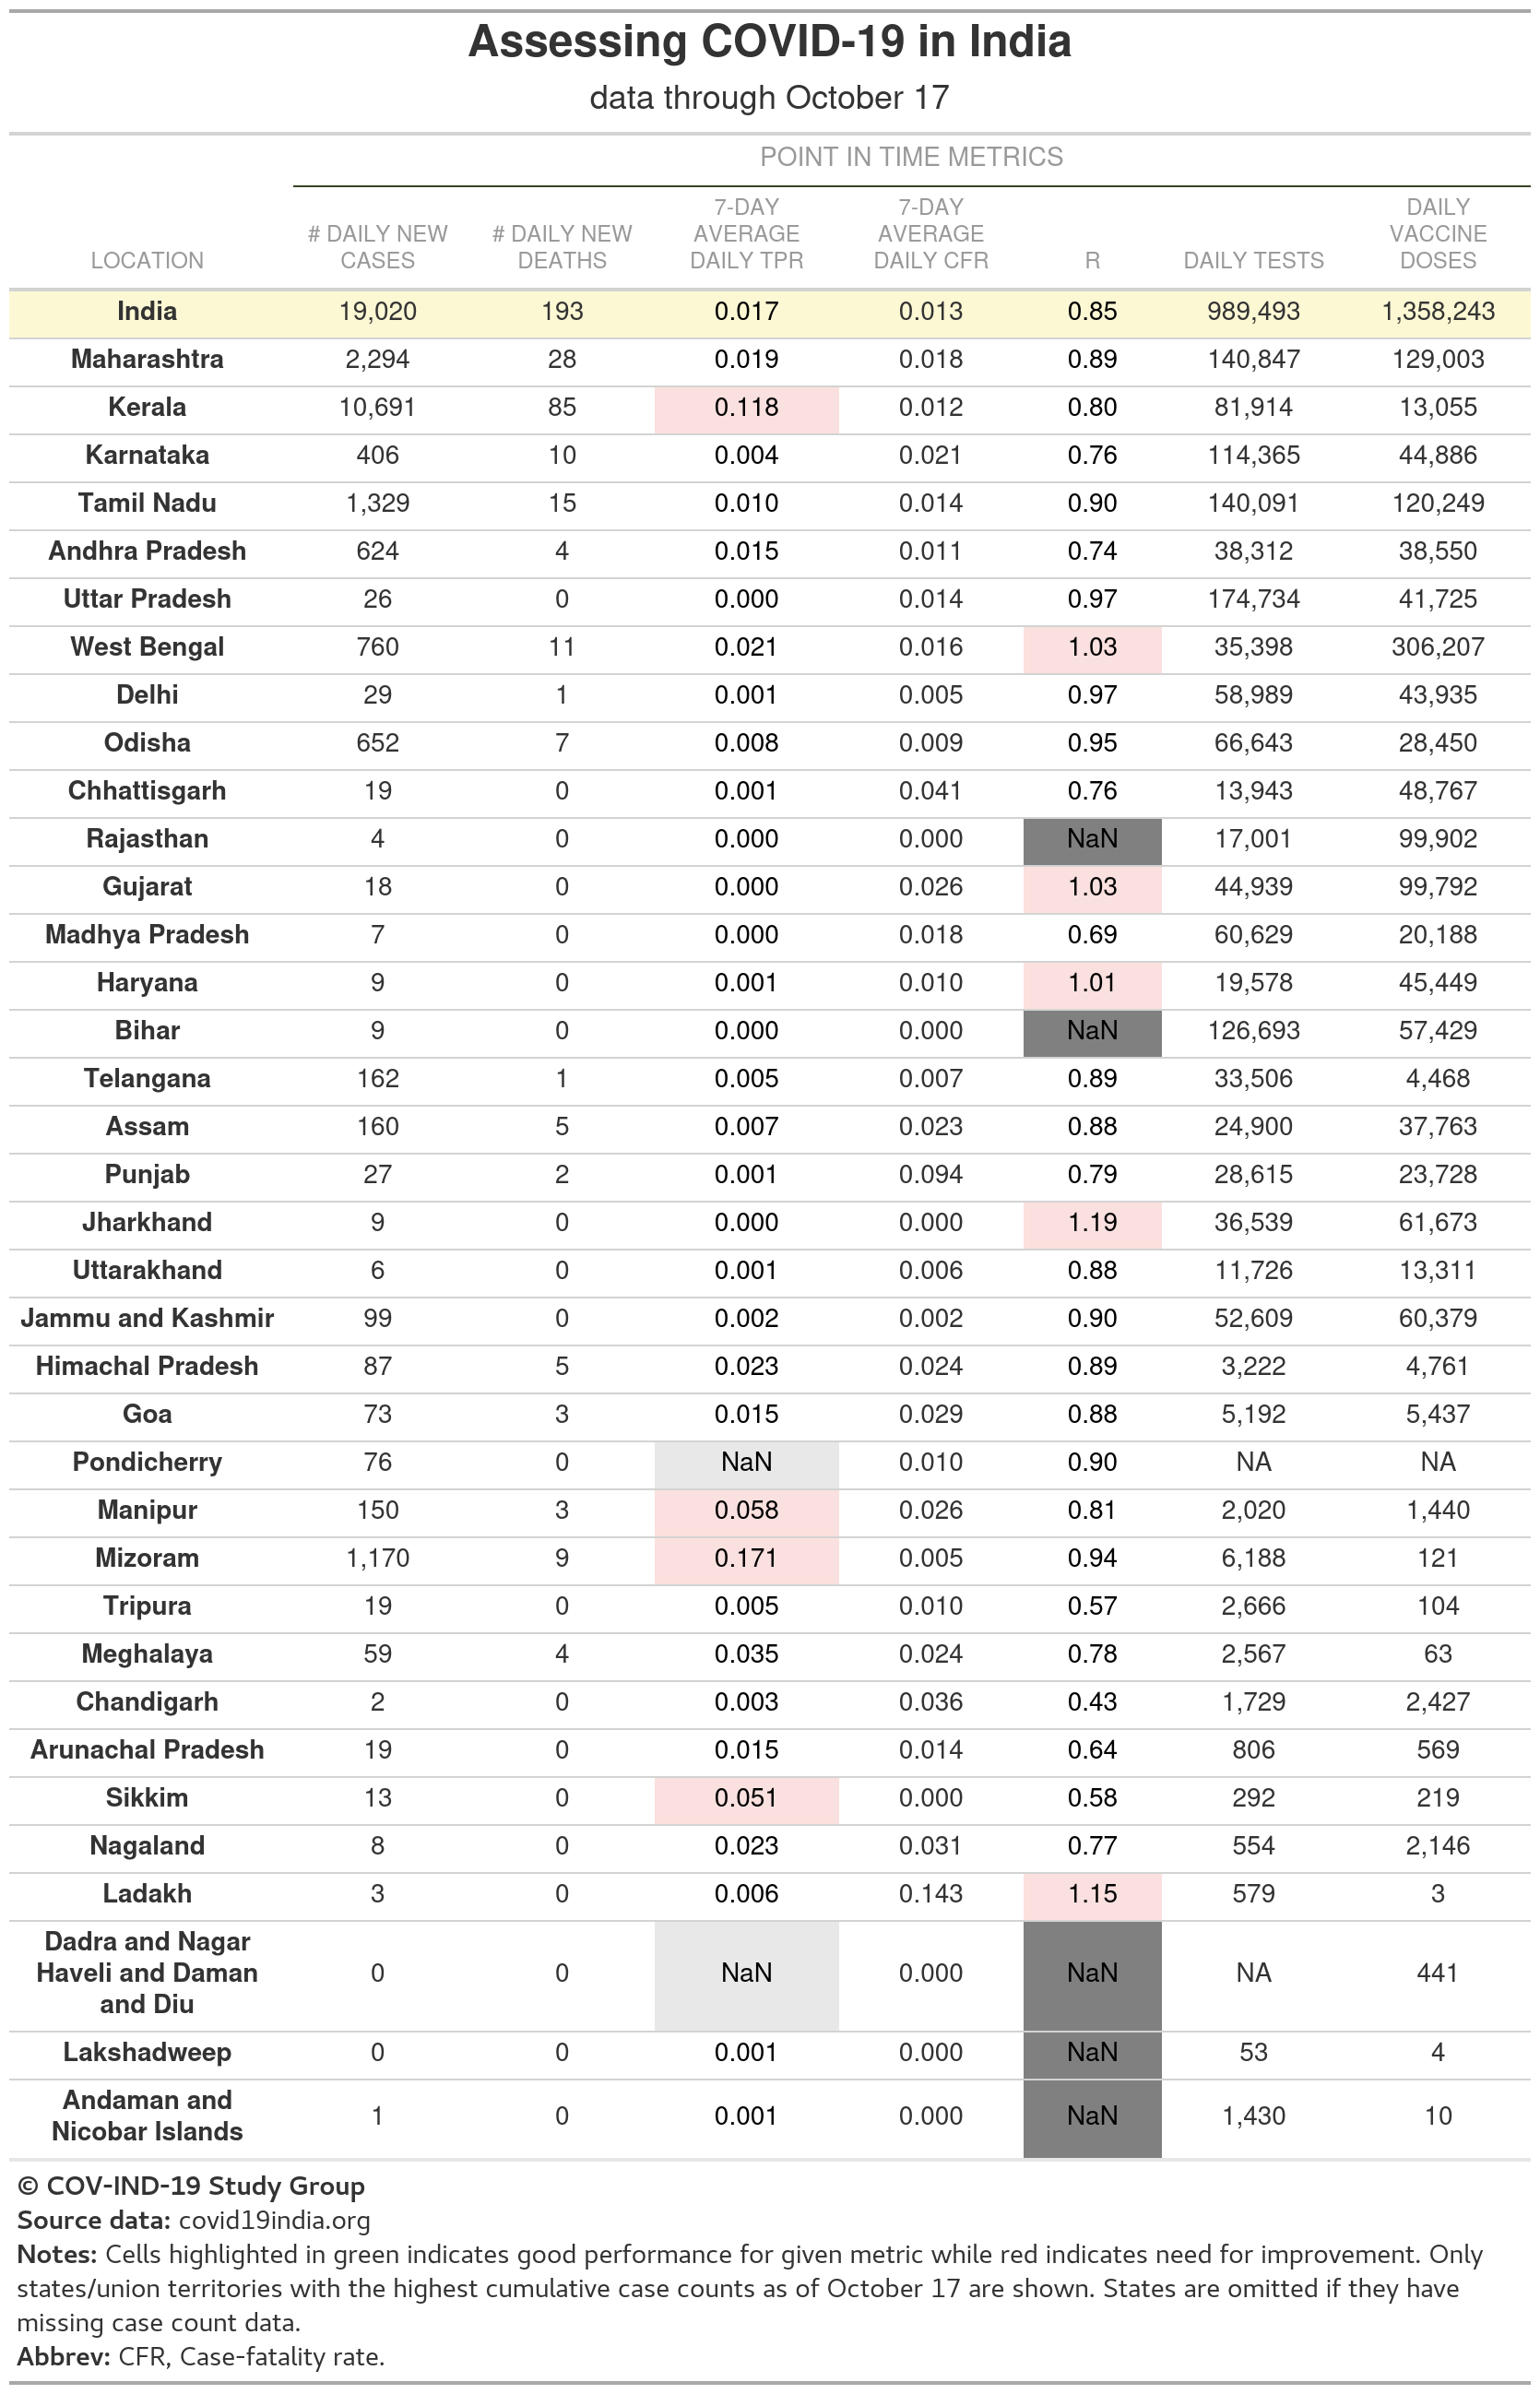 Assessing COVID-19 in India
data through October 17
POINT IN TIME METRICS
LOCATION # DAILY NEW CASES # DAILY NEW DEATHS 7-DAY AVERAGE DAILY TPR 7-DAY AVERAGE DAILY CFR R DAILY TESTS DAILY VACCINE DOSES
India 19,020 193 0.017 0.013 0.85 989,493 1,358,243
Maharashtra 2,294 28 0.019 0.018 0.89 140,847 129,003
Kerala 10,691 85 0.118 0.012 0.80 81,914 13,055
Karnataka 406 10 0.004 0.021 0.76 114,365 44,886
Tamil Nadu 1,329 15 0.010 0.014 0.90 140,091 120,249
Andhra Pradesh 624 4 0.015 0.011 0.74 38,312 38,550
Uttar Pradesh 26 0 0.000 0.014 0.97 174,734 41,725
West Bengal 760 11 0.021 0.016 1.03 35,398 306,207
Delhi 29 1 0.001 0.005 0.97 58,989 43,935
Odisha 652 7 0.008 0.009 0.95 66,643 28,450
Chhattisgarh 19 0 0.001 0.041 0.76 13,943 48,767
Rajasthan 4 0 0.000 0.000 NaN 17,001 99,902
Gujarat 18 0 0.000 0.026 1.03 44,939 99,792
Madhya Pradesh 7 0 0.000 0.018 0.69 60,629 20,188
Haryana 9 0 0.001 0.010 1.01 19,578 45,449
Bihar 9 0 0.000 0.000 NaN 126,693 57,429
Telangana 162 1 0.005 0.007 0.89 33,506 4,468
Assam 160 5 0.007 0.023 0.88 24,900 37,763
Punjab 27 2 0.001 0.094 0.79 28,615 23,728
Jharkhand 9 0 0.000 0.000 1.19 36,539 61,673
Uttarakhand 6 0 0.001 0.006 0.88 11,726 13,311
Jammu and Kashmir 99 0 0.002 0.002 0.90 52,609 60,379
Himachal Pradesh 87 5 0.023 0.024 0.89 3,222 4,761
Goa 73 3 0.015 0.029 0.88 5,192 5,437
Pondicherry 76 0 NaN 0.010 0.90 NA NA
Manipur 150 3 0.058 0.026 0.81 2,020 1,440
Mizoram 1,170 9 0.171 0.005 0.94 6,188 121
Tripura 19 0 0.005 0.010 0.57 2,666 104
Meghalaya 59 4 0.035 0.024 0.78 2,567 63
Chandigarh 2 0 0.003 0.036 0.43 1,729 2,427
Arunachal Pradesh 19 0 0.015 0.014 0.64 806 569
Sikkim 13 0 0.051 0.000 0.58 292 219
Nagaland 8 0 0.023 0.031 0.77 554 2,146
Ladakh 3 0 0.006 0.143 1.15 579 3
Dadra and Nagar Haveli and Daman and Diu 0 0 NaN 0.000 NaN NA 441
Lakshadweep 0 0 0.001 0.000 NaN 53 4
Andaman and Nicobar Islands 1 0 0.001 0.000 NaN 1,430 10
© COV-IND-19 Study Group
Source data: covid19india.org
Notes: Cells highlighted in green indicates good performance for given metric while red indicates need for improvement. Only
states/union territories with the highest cumulative case counts as of October 17 are shown. States are omitted if they have
missing case count data.
Abbrev: CFR, Case-fatality rate.